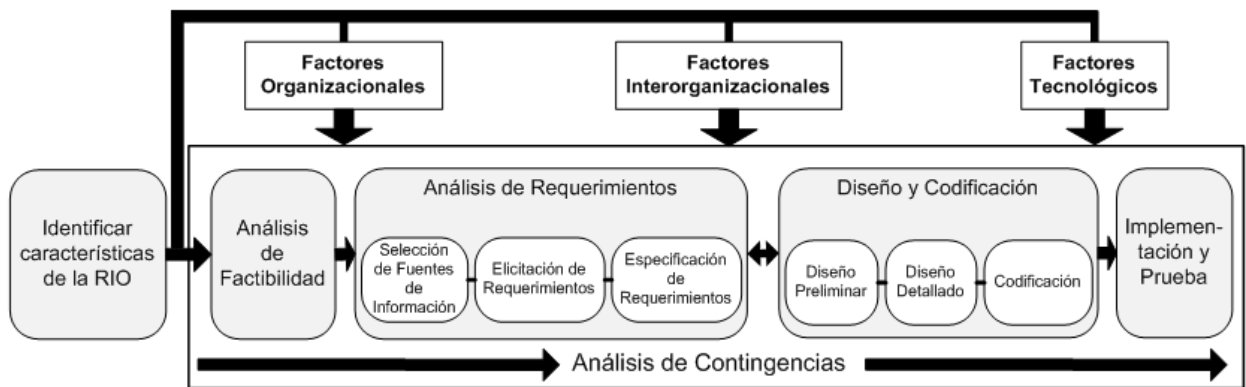 Factores
Organizacionales
Factores
Interorganizacionales
Factores
Tecnológicos
Identificar
características
de la RIO
Análisis
de
Factibilidad
Análisis de Requerimientos
Selección
de Fuentes
de
Información
Elicitación de
Requerimientos
Especificación
de
Requerimientos
Diseño y Codificación
Diseño
Preliminar
Diseño
Detallado
Codificación
Implemen-
tación y
Prueba
Análisis de Contingencias